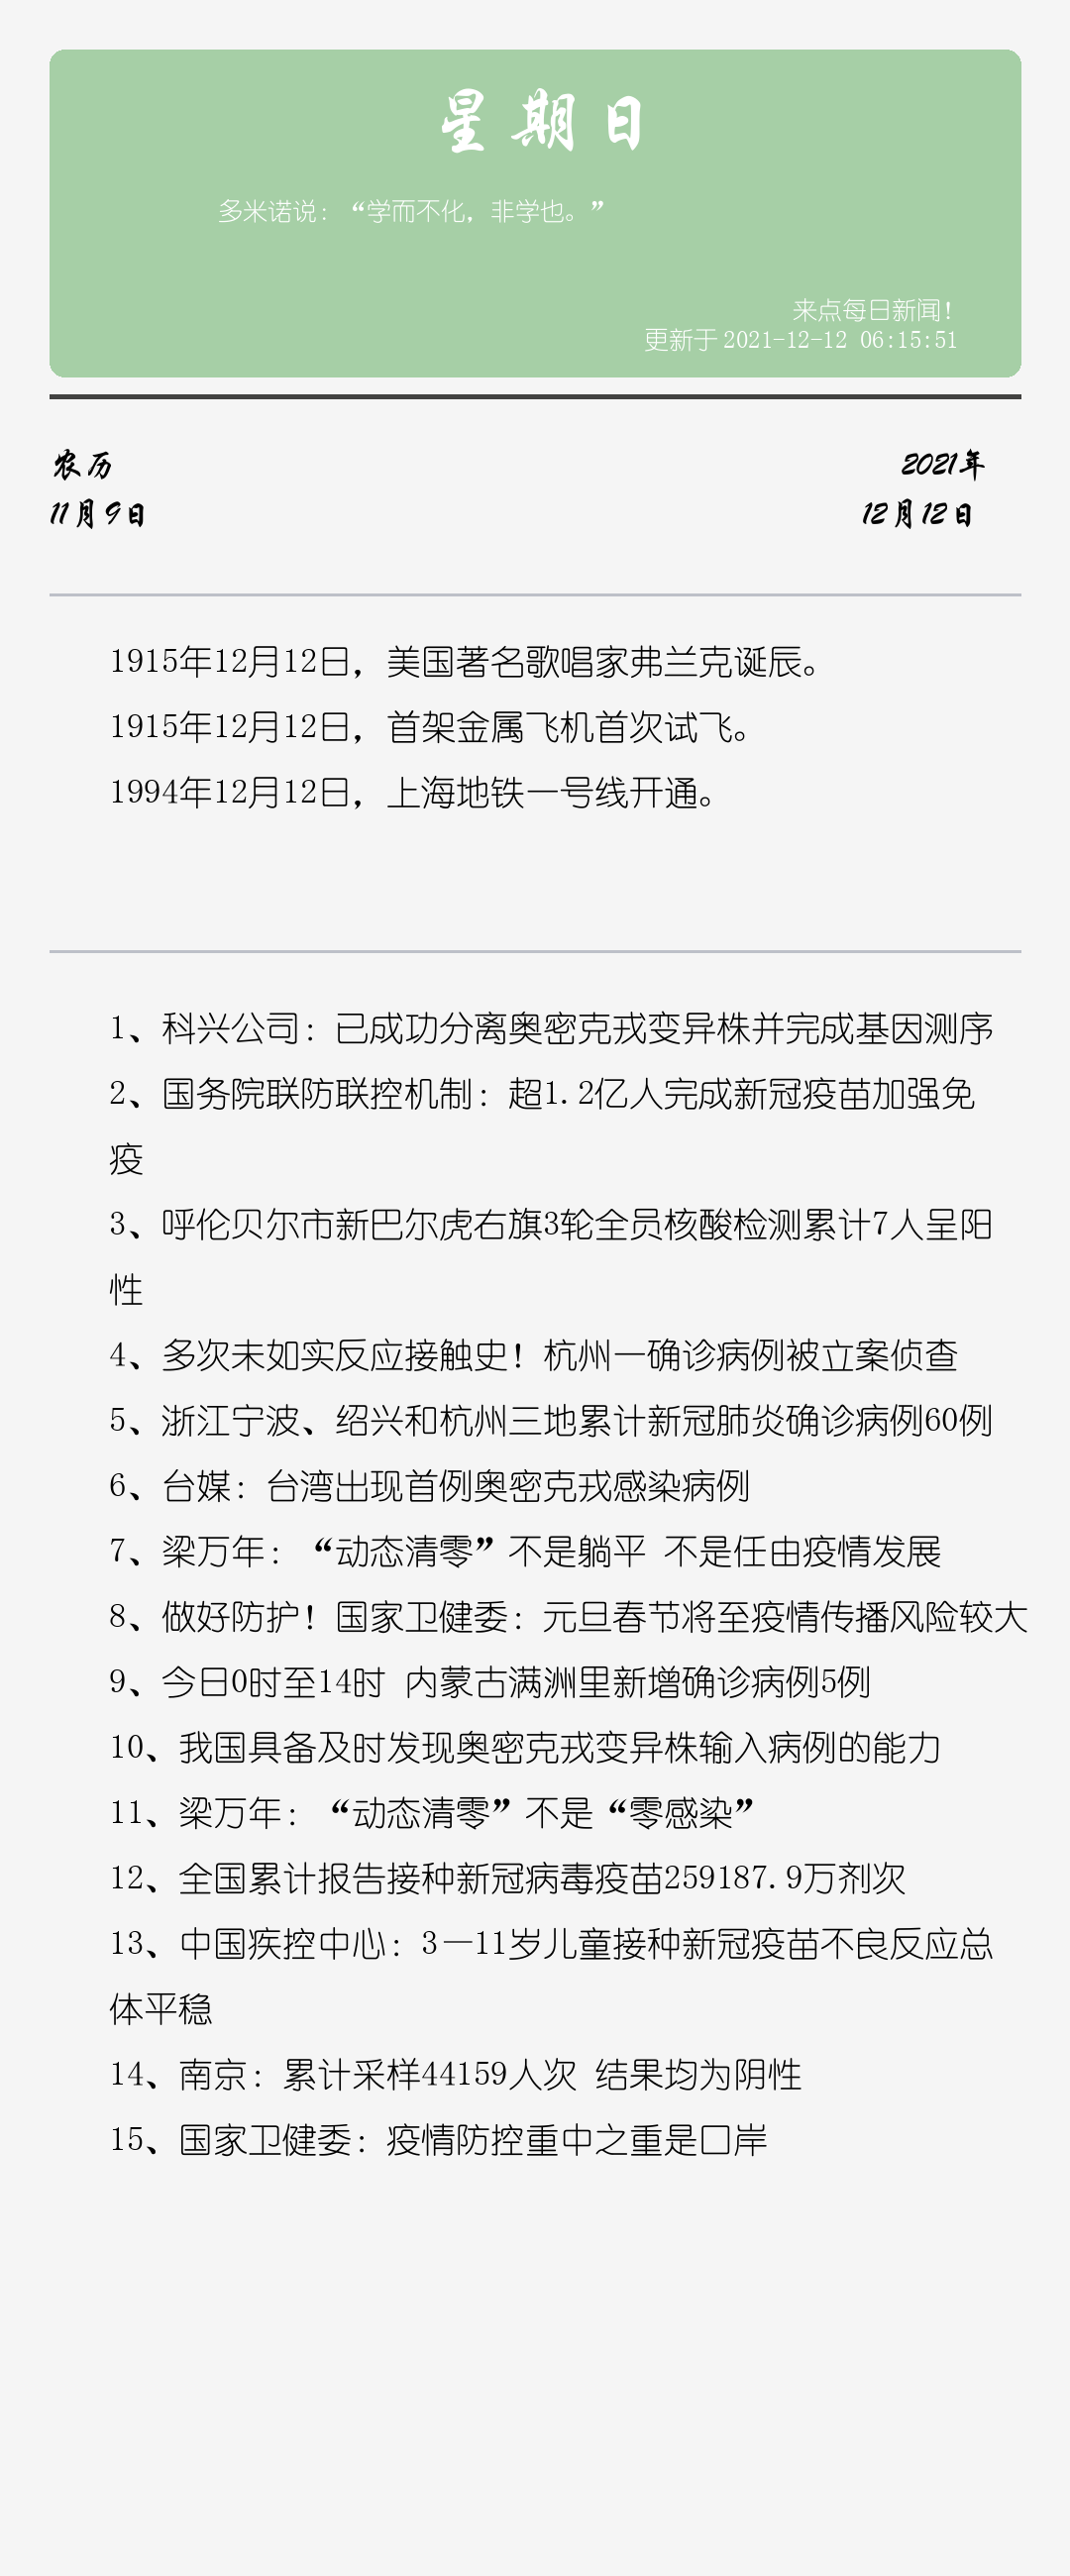 星期日
多米诺说：“学而不化，非学也。”
来点每日新闻！
更新于 2021-12-12 06:15:51
农历
2021年
11月9日
12月12日
1915年12月12日，美国著名歌唱家弗兰克诞辰。
1915年12月12日，首架金属飞机首次试飞。
1994年12月12日，上海地铁一号线开通。
1、科兴公司：已成功分离奥密克戎变异株并完成基因测序
2、国务院联防联控机制：超1.2亿人完成新冠疫苗加强免
疫
3、呼伦贝尔市新巴尔虎右旗3轮全员核酸检测累计7人呈阳
性
4、多次未如实反应接触史！杭州一确诊病例被立案侦查
5、浙江宁波、绍兴和杭州三地累计新冠肺炎确诊病例60例
6、台媒：台湾出现首例奥密克戎感染病例
7、梁万年：“动态清零”不是躺平 不是任由疫情发展
8、做好防护！国家卫健委：元旦春节将至疫情传播风险较大
9、今日0时至14时 内蒙古满洲里新增确诊病例5例
10、我国具备及时发现奥密克戎变异株输入病例的能力
11、梁万年：“动态清零”不是“零感染”
12、全国累计报告接种新冠病毒疫苗259187.9万剂次
13、中国疾控中心：3—11岁儿童接种新冠疫苗不良反应总
体平稳
14、南京：累计采样44159人次 结果均为阴性
15、国家卫健委：疫情防控重中之重是口岸